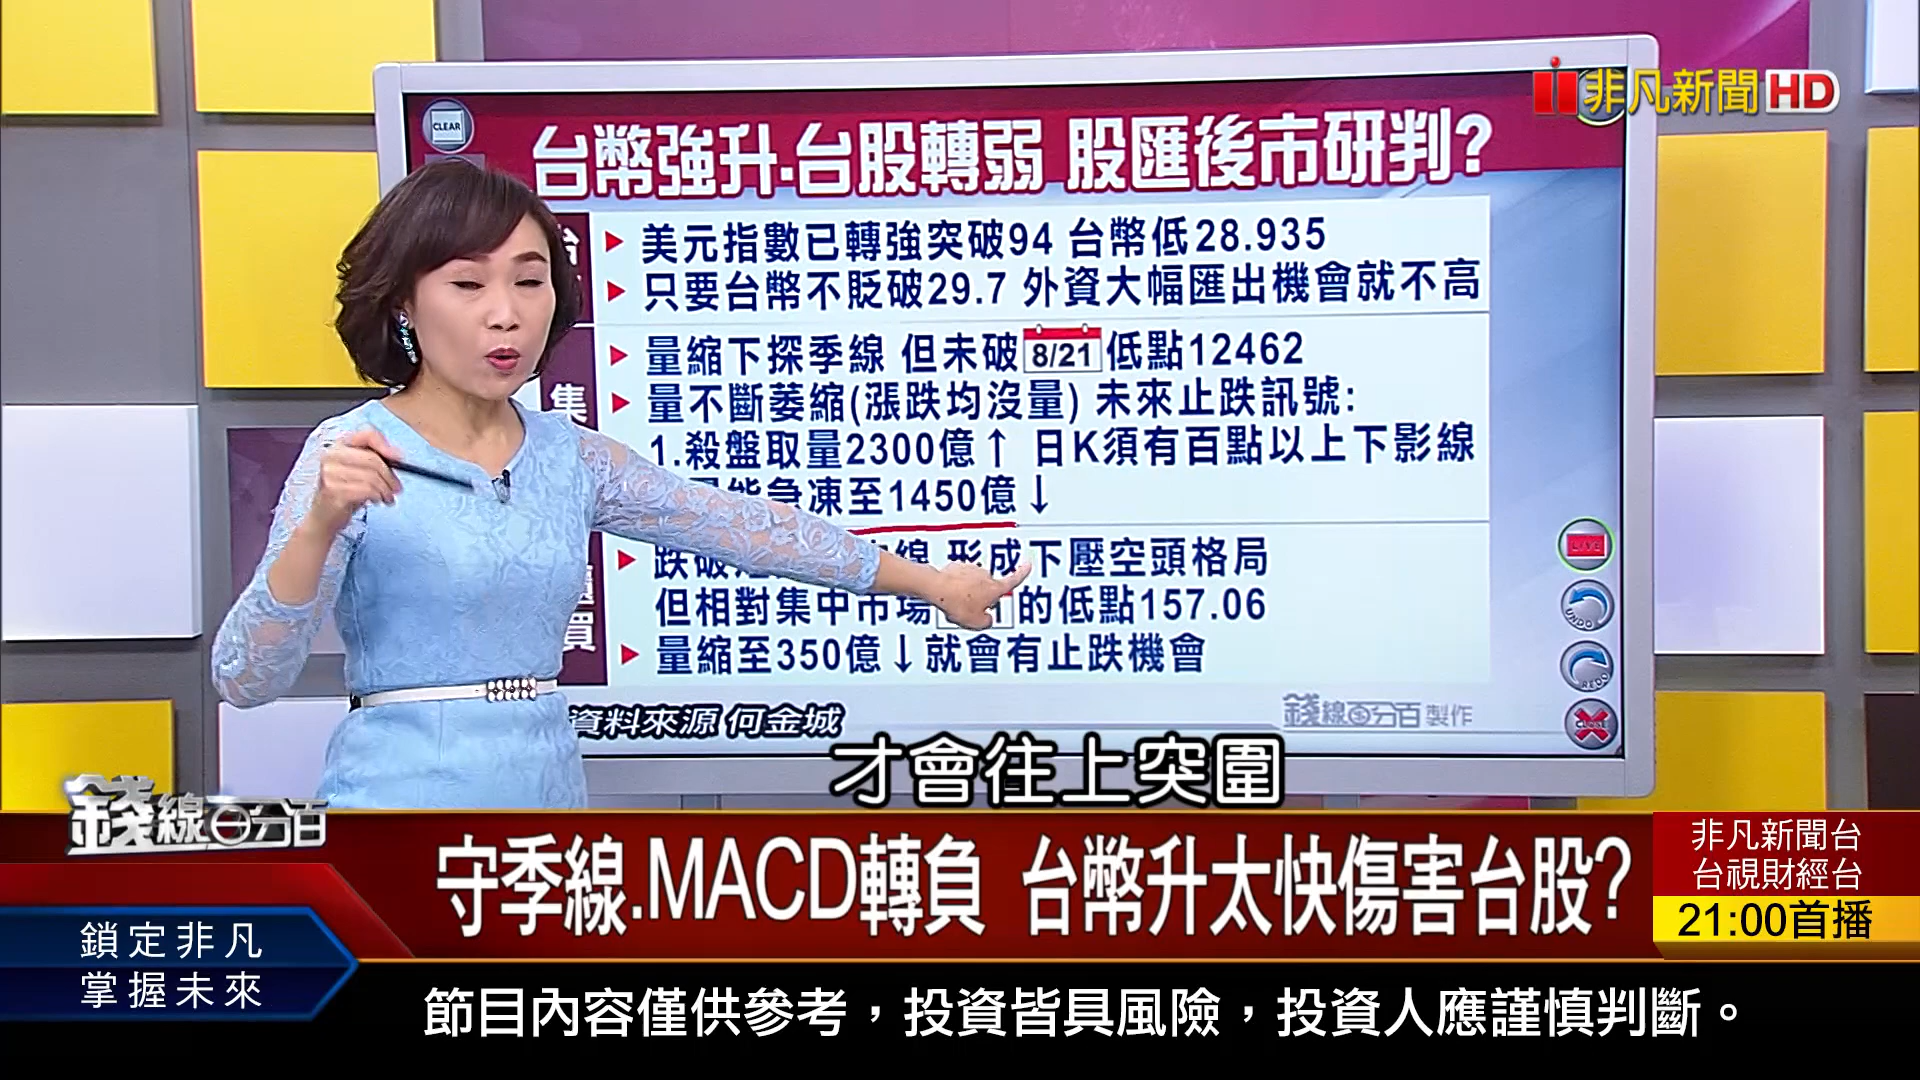 非凡新聞HD
CLEAR
台幣強升.台股轉弱 股匯後市研判?
美元指數已轉強突破94 台幣低28.935
只要台幣不貶破29.7 外資大幅匯出機會就不高
量縮下探季線 但未破8/21低點12462
集
量不斷萎縮(漲跌均沒量) 未來止跌訊號:
1.殺盤取量2300億↑ 日K須有百點以上下影線
急凍至1450億↓
跌破 線 形成下壓空頭格局
但相對集中市場 的低點157.06
買
量縮至350億↓就會有止跌機會
LIVE
UNDO
REDO
CLOSE
資料來源 何金城
錢線百分百 製作
才會往上突圍
錢線百分百
守季線.MACD轉負 台幣升太快傷害台股?
非凡新聞台
台視財經台
21:00首播
鎖定非凡
掌握未來
節目內容僅供參考，投資皆具風險，投資人應謹慎判斷。